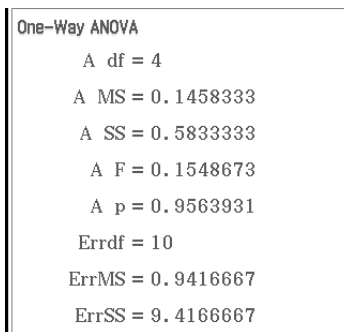 One-Way ANOVA
A df = 4
A MS = 0.1458333
A SS = 0.5833333
A F = 0.1548673
A p = 0.9563931
Errdf = 10
ErrMS = 0.9416667
ErrSS = 9.4166667